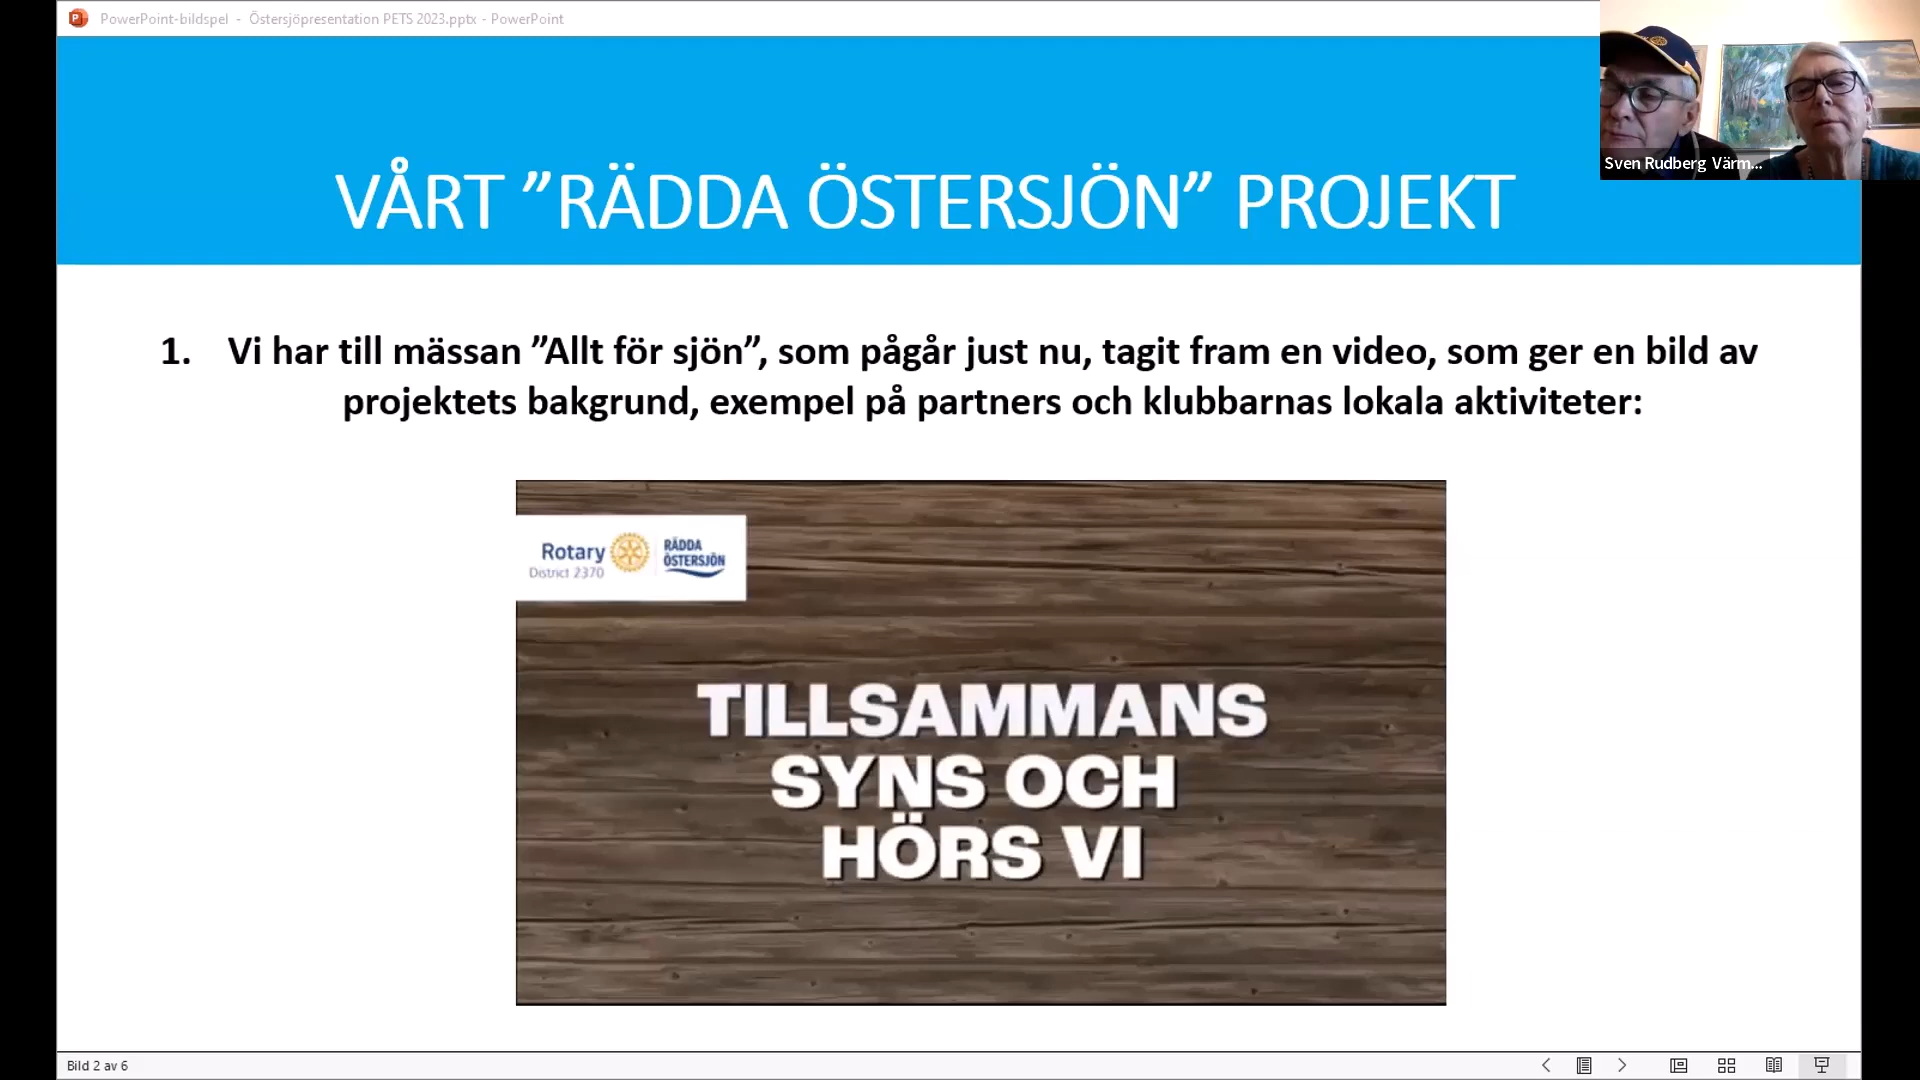 PowerPoint-bildspel - Östersjöpresentation PETS 2023.pptx - PowerPoint
Sven Rudberg Värm...
VÅRT ”RÄDDA ÖSTERSJÖN” PROJEKT
1. Vi har till mässan ”Allt för sjön”, som pågår just nu, tagit fram en video, som ger en bild av
projektets bakgrund, exempel på partners och klubbarnas lokala aktiviteter:
Rotary
District 2370
RÄDDA
ÖSTERSJÖN
TILLSAMMANS
SYNS OCH
HÖRS VI
Bild 2 av 6